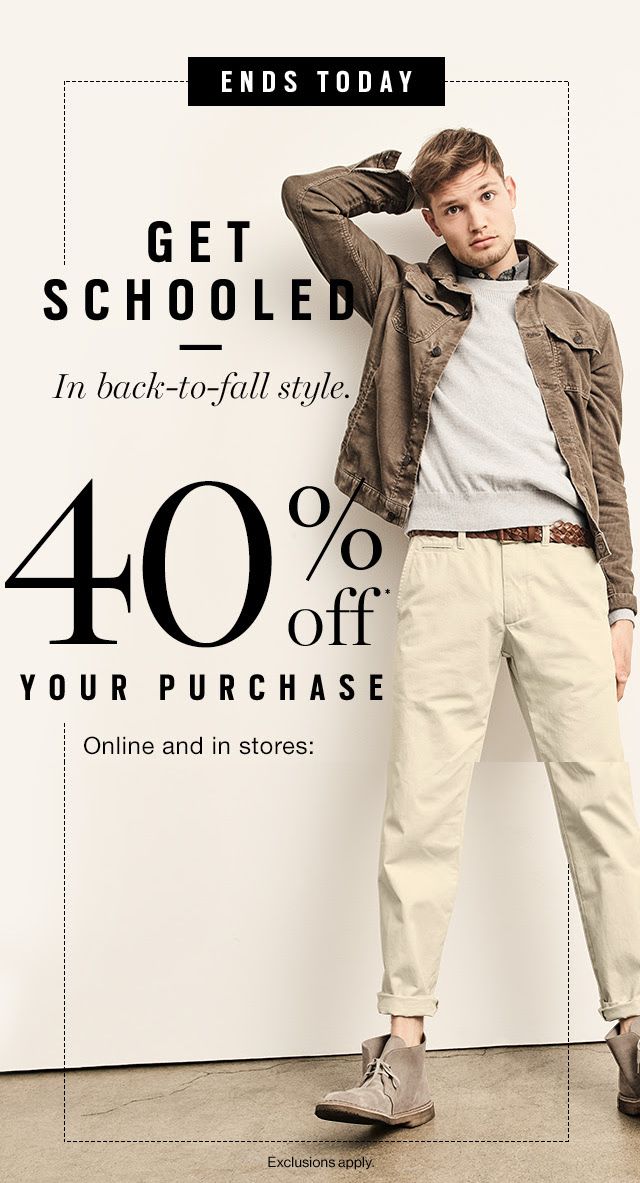 ENDS TODAY
GET
SCHOOLED
In back-to-fall style.
40% off*
YOUR PURCHASE
Online and in stores:
Exclusions apply.